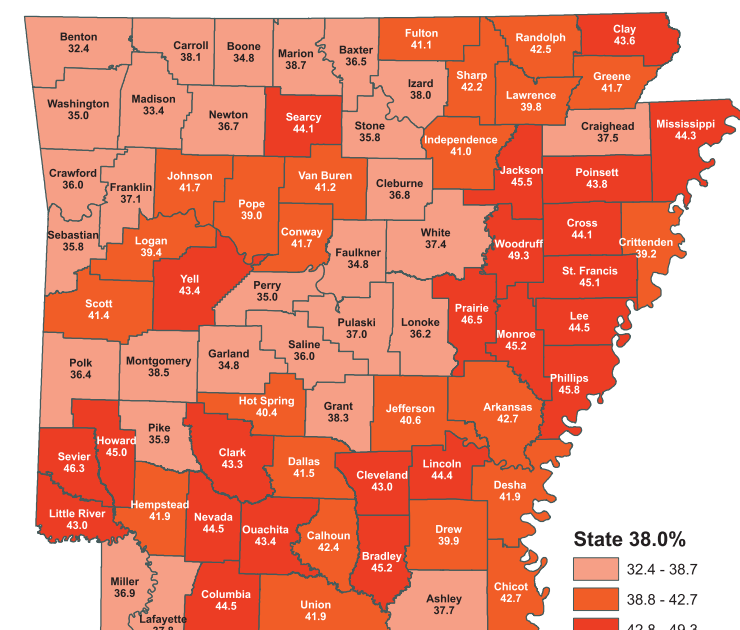 Benton
32.4
Carroll
38.1
Boone
34.8
Marion
38.7
Baxter
36.5
Fulton
41.1
Randolph
42.5
Clay
43.6
Washington
35.0
Madison
33.4
Newton
36.7
Searcy
44.1
Stone
35.8
Izard
38.0
Sharp
42.2
Lawrence
39.8
Greene
41.7
Craighead
37.5
Mississippi
44.3
Independence
41.0
Crawford
36.0
Franklin
37.1
Johnson
41.7
Pope
39.0
Van Buren
41.2
Cleburne
36.8
Jackson
45.5
Poinsett
43.8
Sebastian
35.8
Logan
39.4
Conway
41.7
Faulkner
34.8
White
37.4
Woodruff
49.3
Cross
44.1
Crittenden
39.2
Yell
43.4
Perry
35.0
St. Francis
45.1
Scott
41.4
Saline
36.0
Pulaski
37.0
Lonoke
36.2
Prairie
46.5
Monroe
45.2
Lee
44.5
Polk
36.4
Montgomery
38.5
Garland
34.8
Phillips
45.8
Hot Spring
40.4
Grant
38.3
Jefferson
40.6
Arkansas
42.7
Howard
45.0
Pike
35.9
Sevier
46.3
Clark
43.3
Dallas
41.5
Cleveland
43.0
Lincoln
44.4
Desha
41.9
Little River
43.0
Hempstead
41.9
Nevada
44.5
Ouachita
43.4
Calhoun
42.4
Bradley
45.2
Drew
39.9
Miller
36.9
Lafayette
37.8
Columbia
44.5
Union
41.9
Ashley
37.7
Chicot
42.7
State 38.0%
32.4 - 38.7
38.8 - 42.7
42.8 - 49.3